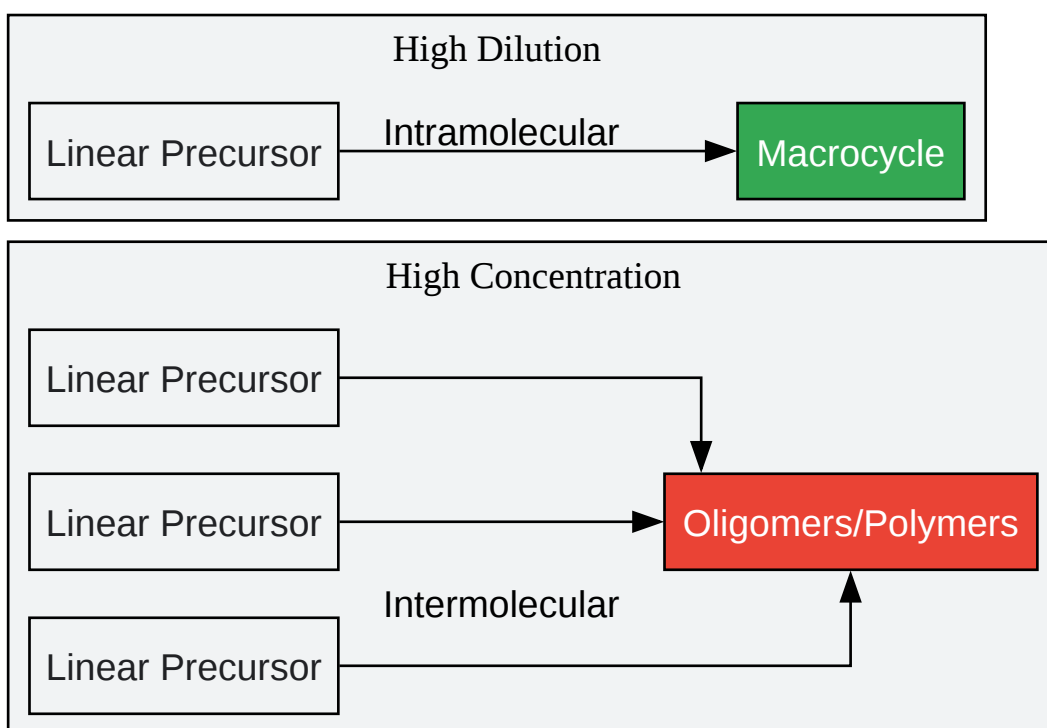 High Dilution
Linear Precursor
Intramolecular
Macrocycle
High Concentration
Linear Precursor
Linear Precursor
Oligomers/Polymers
Intermolecular
Linear Precursor